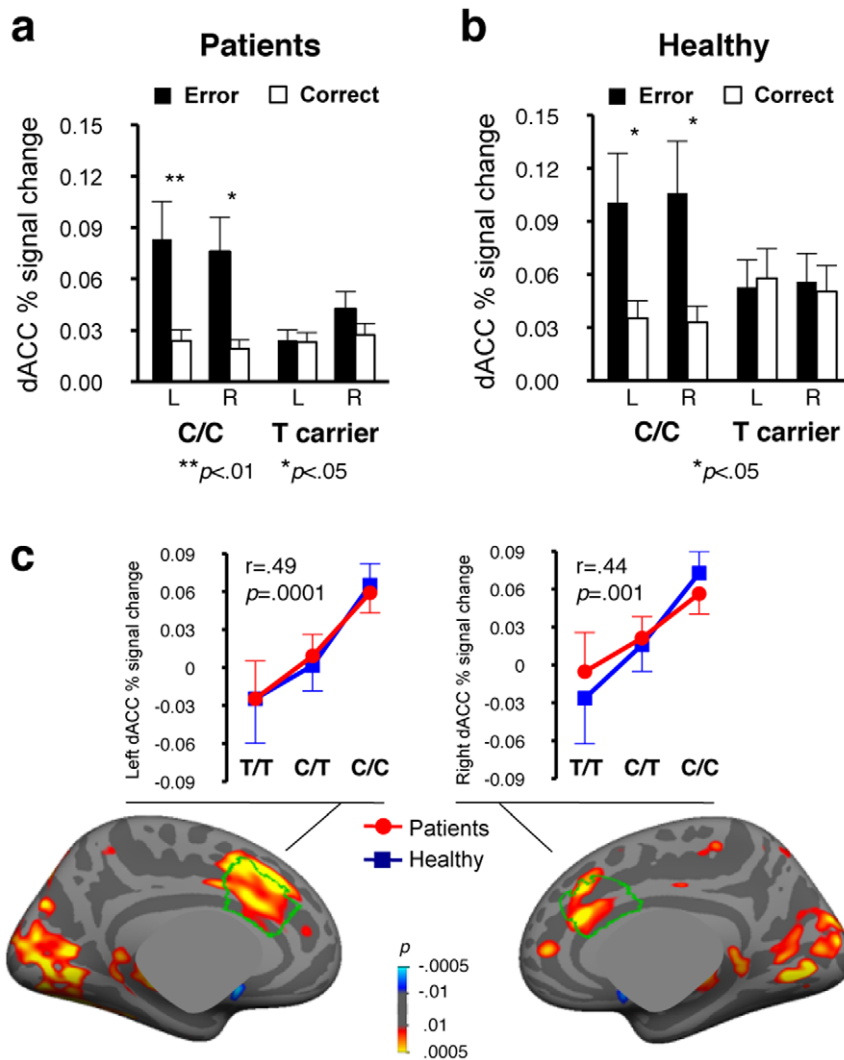 a
Patients
Error Correct
dACC % signal change
0.15
0.12
0.09
0.06
0.03
0.00
** *
L R L R
C/C T carrier
**p<.01 *p<.05
b
Healthy
Error Correct
dACC % signal change
0.15
0.12
0.09
0.06
0.03
0.00
* *
L R L R
C/C T carrier
*p<.05
c
Left dACC % signal change
0.09
0.06
0.03
0
-0.03
-0.06
-0.09
r=.49
p=.0001
T/T C/T C/C
Right dACC % signal change
0.09
0.06
0.03
0
-0.03
-0.06
-0.09
r=.44
p=.001
T/T C/T C/C
Patients
Healthy
p
-.0005
-.01
.01
.0005